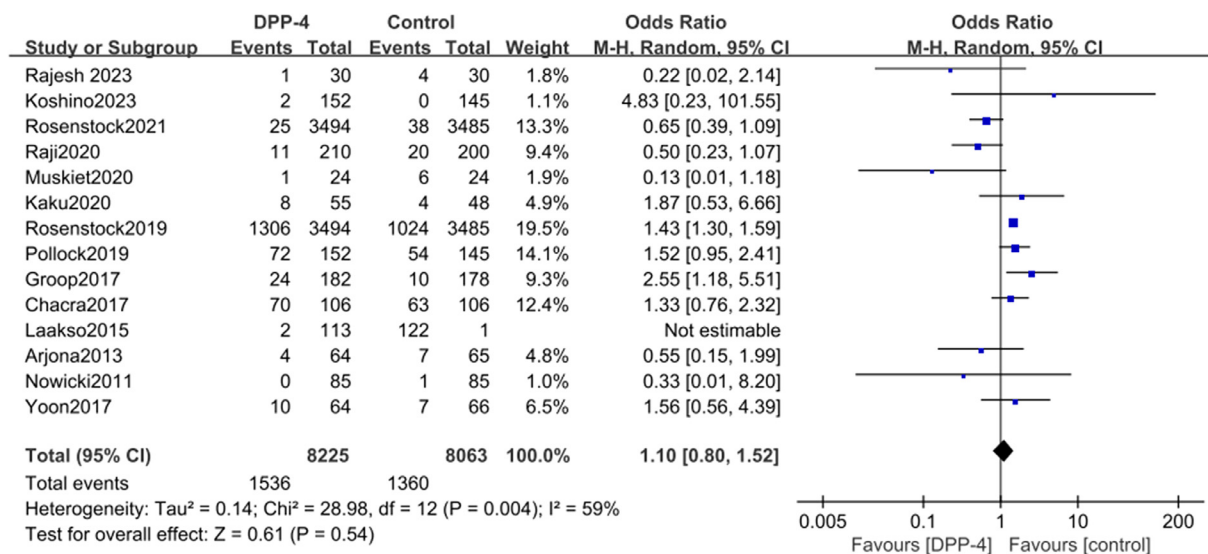 DPP-4 Control Odds Ratio Odds Ratio
Study or Subgroup Events Total Events Total Weight M-H, Random, 95% CI M-H, Random, 95% CI
Rajesh 2023 1 30 4 30 1.8% 0.22 [0.02, 2.14]
Koshino2023 2 152 0 145 1.1% 4.83 [0.23, 101.55]
Rosenstock2021 25 3494 38 3485 13.3% 0.65 [0.39, 1.09]
Raji2020 11 210 20 200 9.4% 0.50 [0.23, 1.07]
Muskiet2020 1 24 6 24 1.9% 0.13 [0.01, 1.18]
Kaku2020 8 55 4 48 4.9% 1.87 [0.53, 6.66]
Rosenstock2019 1306 3494 1024 3485 19.5% 1.43 [1.30, 1.59]
Pollock2019 72 152 54 145 14.1% 1.52 [0.95, 2.41]
Groop2017 24 182 10 178 9.3% 2.55 [1.18, 5.51]
Chacra2017 70 106 63 106 12.4% 1.33 [0.76, 2.32]
Laakso2015 2 113 122 1 Not estimable
Arjona2013 4 64 7 65 4.8% 0.55 [0.15, 1.99]
Nowicki2011 0 85 1 85 1.0% 0.33 [0.01, 8.20]
Yoon2017 10 64 7 66 6.5% 1.56 [0.56, 4.39]
Total (95% CI) 8225 8063 100.0% 1.10 [0.80, 1.52]
Total events 1536 1360
Heterogeneity: Tau² = 0.14; Chi² = 28.98, df = 12 (P = 0.004); I² = 59%
Test for overall effect: Z = 0.61 (P = 0.54)
0.005 0.1 1 10 200
Favours [DPP-4] Favours [control]